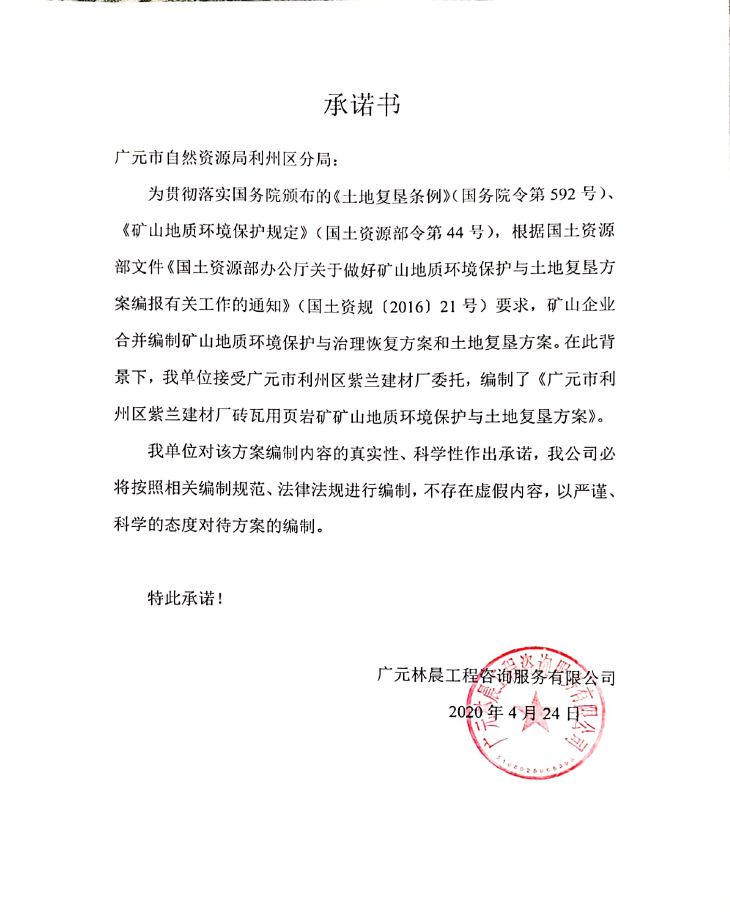 承诺书
广元市自然资源局利州区分局：
为贯彻落实国务院颁布的《土地复垦条例》（国务院令第 592 号）、
《矿山地质环境保护规定》（国土资源部令第 44 号），根据国土资源
部文件《国土资源部办公厅关于做好矿山地质环境保护与土地复垦方
案编报有关工作的通知》（国土资规〔2016〕21 号）要求，矿山企业
合并编制矿山地质环境保护与治理恢复方案和土地复垦方案。在此背
景下，我单位接受广元市利州区紫兰建材厂委托，编制了《广元市利
州区紫兰建材厂砖瓦用页岩矿矿山地质环境保护与土地复垦方案》。
我单位对该方案编制内容的真实性、科学性作出承诺，我公司必
将按照相关编制规范、法律法规进行编制，不存在虚假内容，以严谨、
科学的态度对待方案的编制。
特此承诺！
广元林晨工程咨询服务有限公司
2020 年 4 月 24 日
广元林晨工程咨询服务有限公司